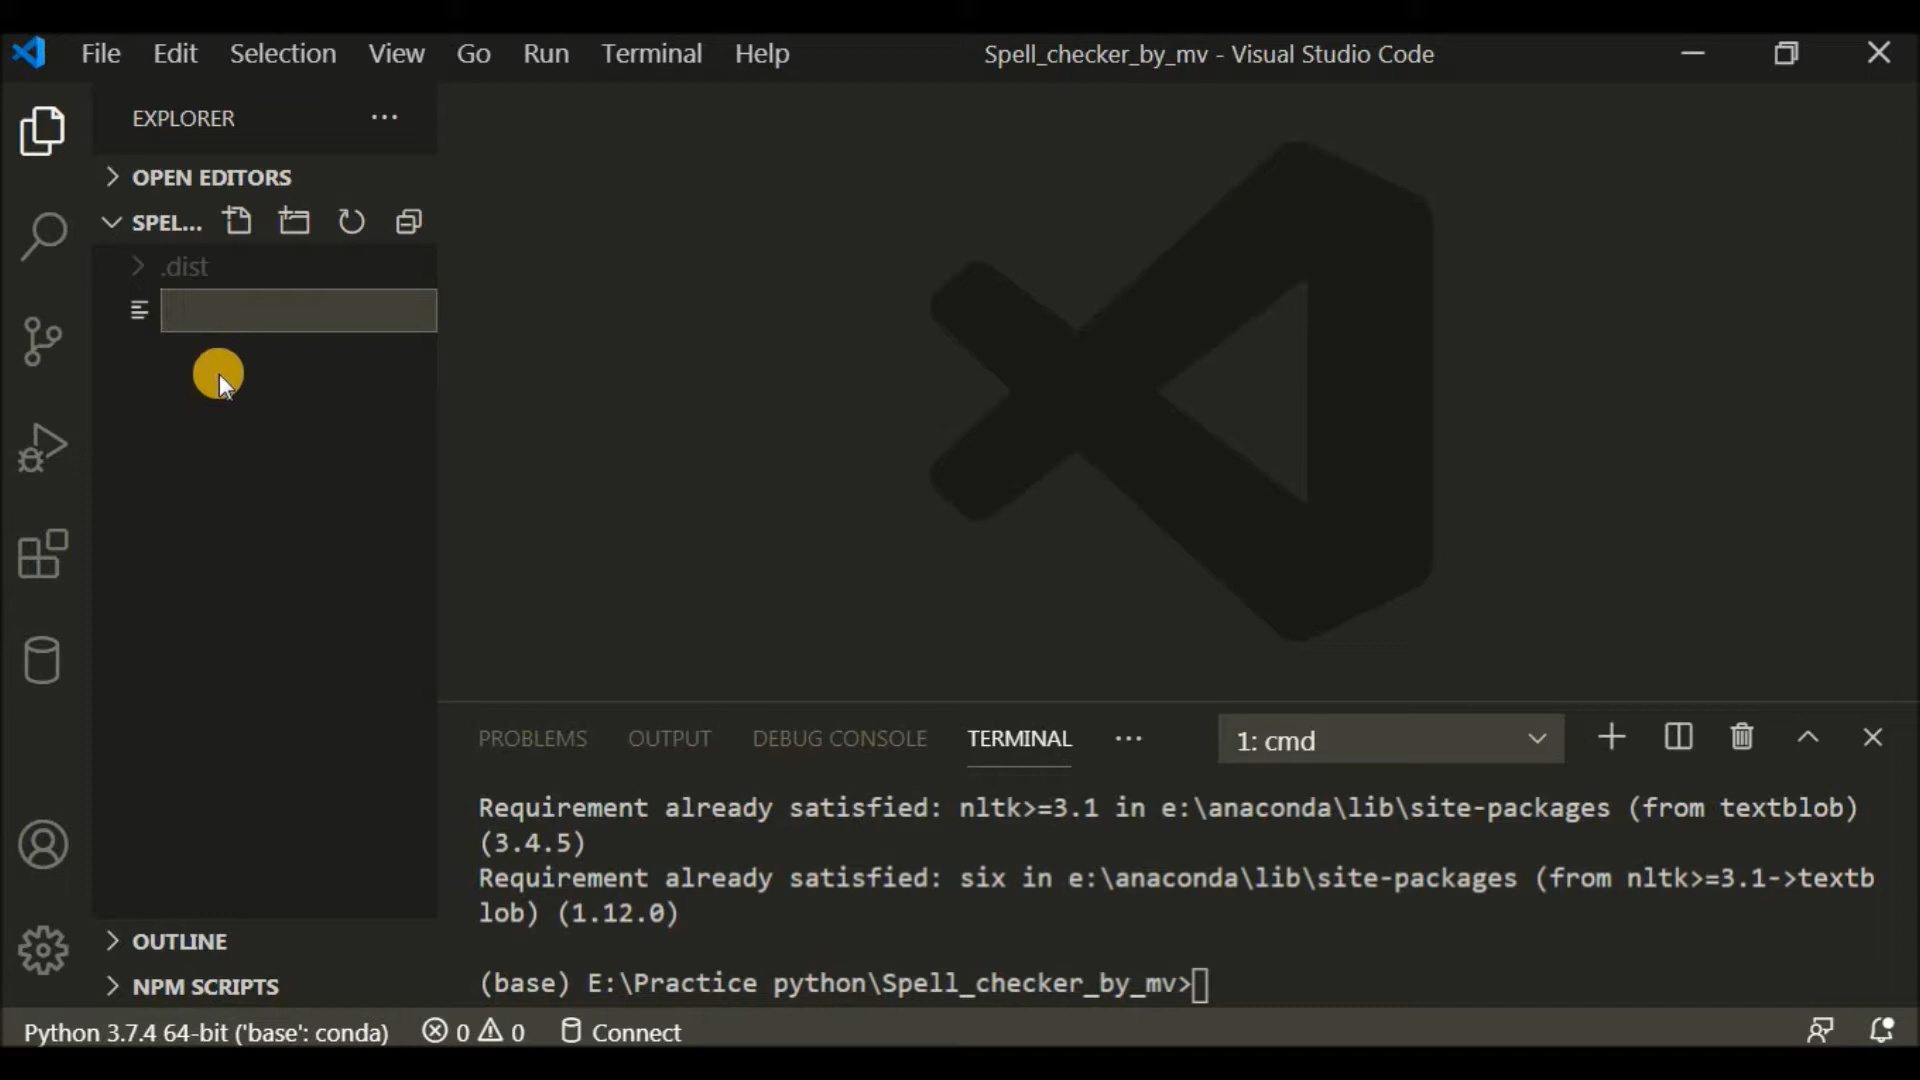 File Edit Selection View Go Run Terminal Help Spell_checker_by_mv - Visual Studio Code
EXPLORER
OPEN EDITORS
SPEL...
.dist
PROBLEMS OUTPUT DEBUG CONSOLE TERMINAL 1: cmd
Requirement already satisfied: nltk>=3.1 in e:\anaconda\lib\site-packages (from textblob)
(3.4.5)
Requirement already satisfied: six in e:\anaconda\lib\site-packages (from nltk>=3.1->textb
lob) (1.12.0)
(base) E:\Practice python\Spell_checker_by_mv>
OUTLINE
NPM SCRIPTS
Python 3.7.4 64-bit ('base': conda) 0 0 Connect